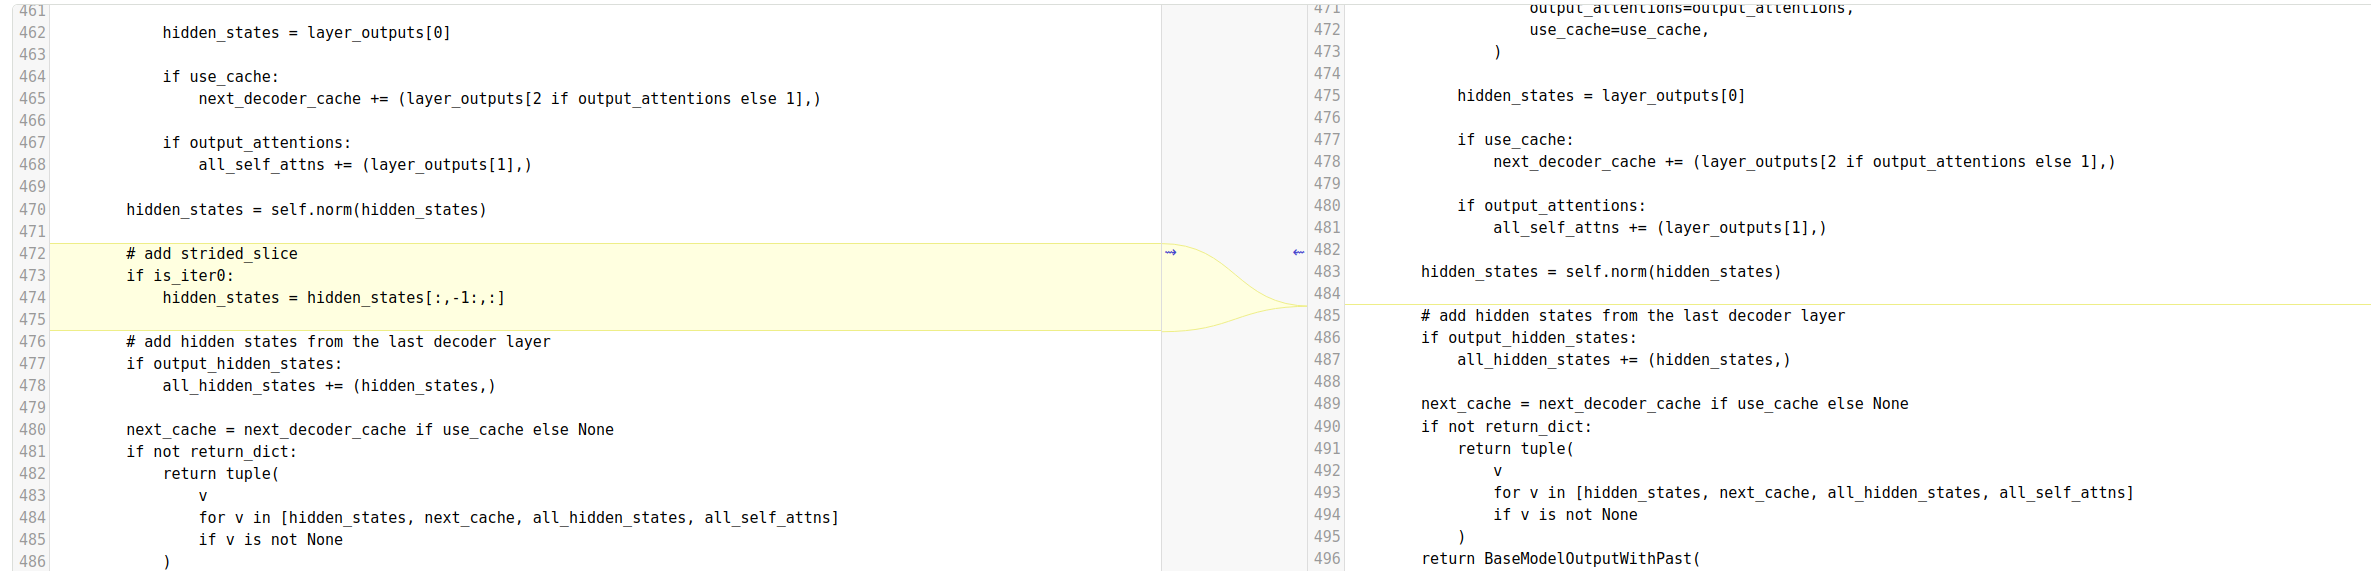 461
462             hidden_states = layer_outputs[0]
463
464             if use_cache:
465                 next_decoder_cache += (layer_outputs[2 if output_attentions else 1],)
466
467             if output_attentions:
468                 all_self_attns += (layer_outputs[1],)
469
470         hidden_states = self.norm(hidden_states)
471
472         # add strided_slice
473         if is_iter0:
474             hidden_states = hidden_states[:,-1:,:]
475
476         # add hidden states from the last decoder layer
477         if output_hidden_states:
478             all_hidden_states += (hidden_states,)
479
480         next_cache = next_decoder_cache if use_cache else None
481         if not return_dict:
482             return tuple(
483                 v
484                 for v in [hidden_states, next_cache, all_hidden_states, all_self_attns]
485                 if v is not None
486             )
471                     output_attentions=output_attentions,
472                     use_cache=use_cache,
473                 )
474
475             hidden_states = layer_outputs[0]
476
477             if use_cache:
478                 next_decoder_cache += (layer_outputs[2 if output_attentions else 1],)
479
480             if output_attentions:
481                 all_self_attns += (layer_outputs[1],)
482
483         hidden_states = self.norm(hidden_states)
484
485         # add hidden states from the last decoder layer
486         if output_hidden_states:
487             all_hidden_states += (hidden_states,)
488
489         next_cache = next_decoder_cache if use_cache else None
490         if not return_dict:
491             return tuple(
492                 v
493                 for v in [hidden_states, next_cache, all_hidden_states, all_self_attns]
494                 if v is not None
495             )
496         return BaseModelOutputWithPast(